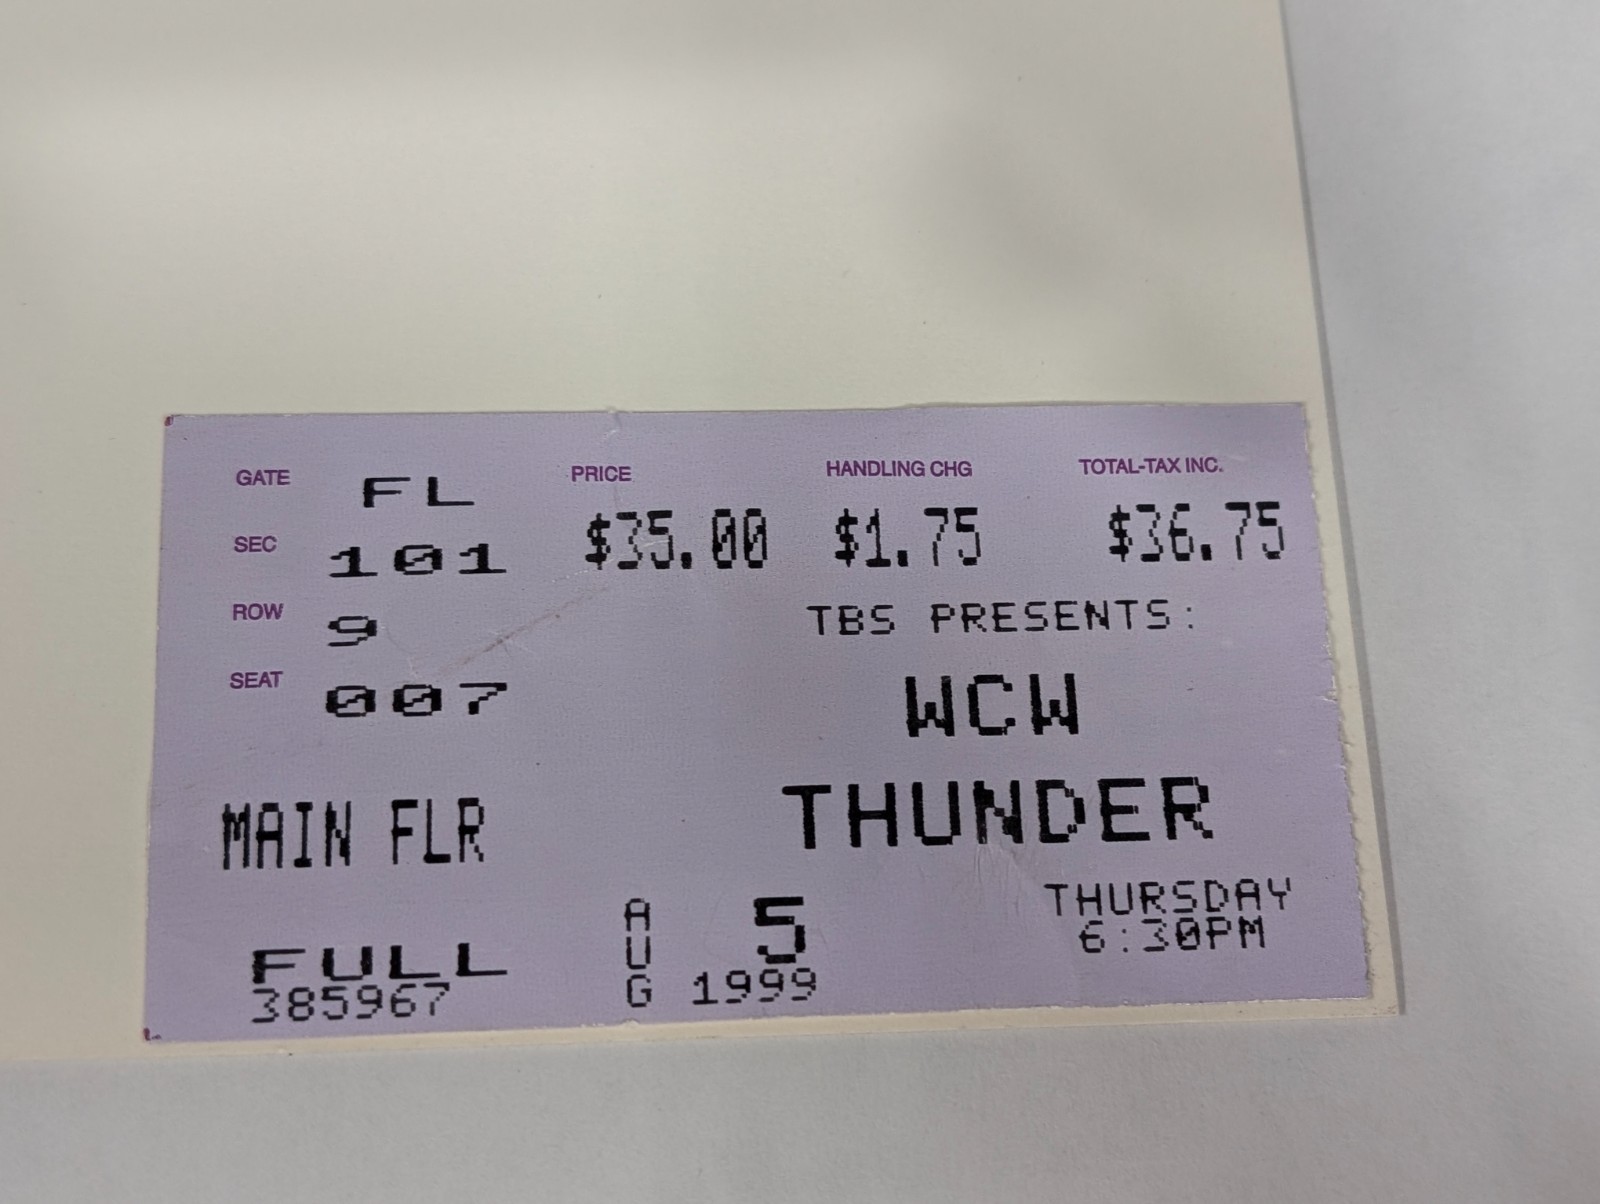 GATE FL
PRICE
HANDLING CHG
TOTAL-TAX INC.
$35.00
$1.75
$36.75
SEC 101
ROW 9
SEAT 007
TBS PRESENTS:
WCW
THUNDER
MAIN FLR
THURSDAY
6:30PM
FULL
385967
AUG 5
1999